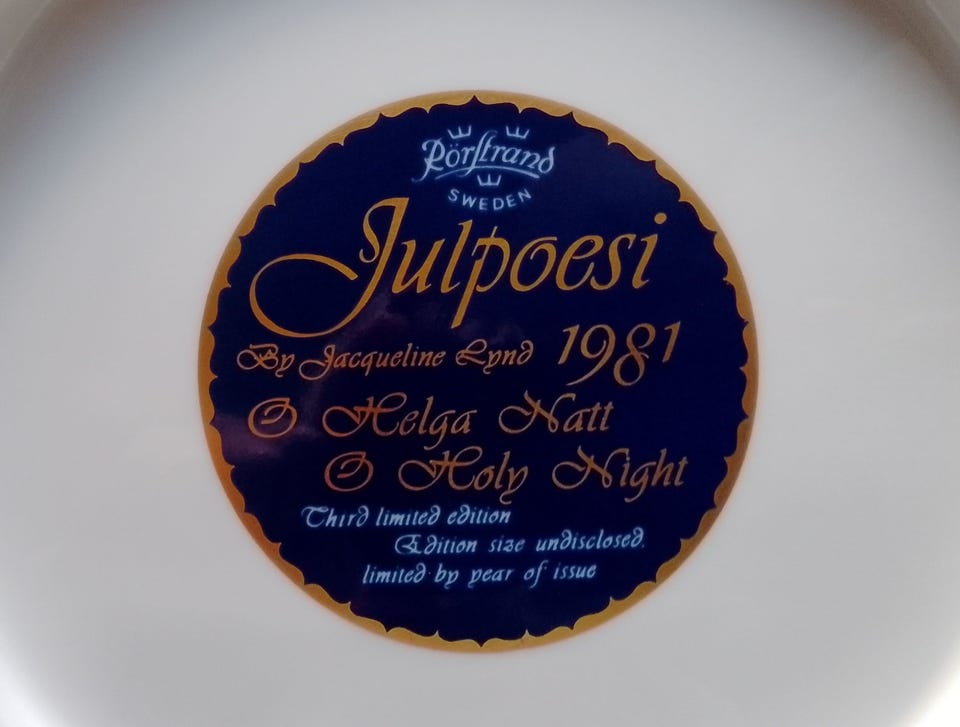 Rörstrand
SWEDEN
Julpoesi
By Jacqueline Lynd 1981
O Helga Natt
O Holy Night
Third limited edition
Edition size undisclosed.
limited by year of issue